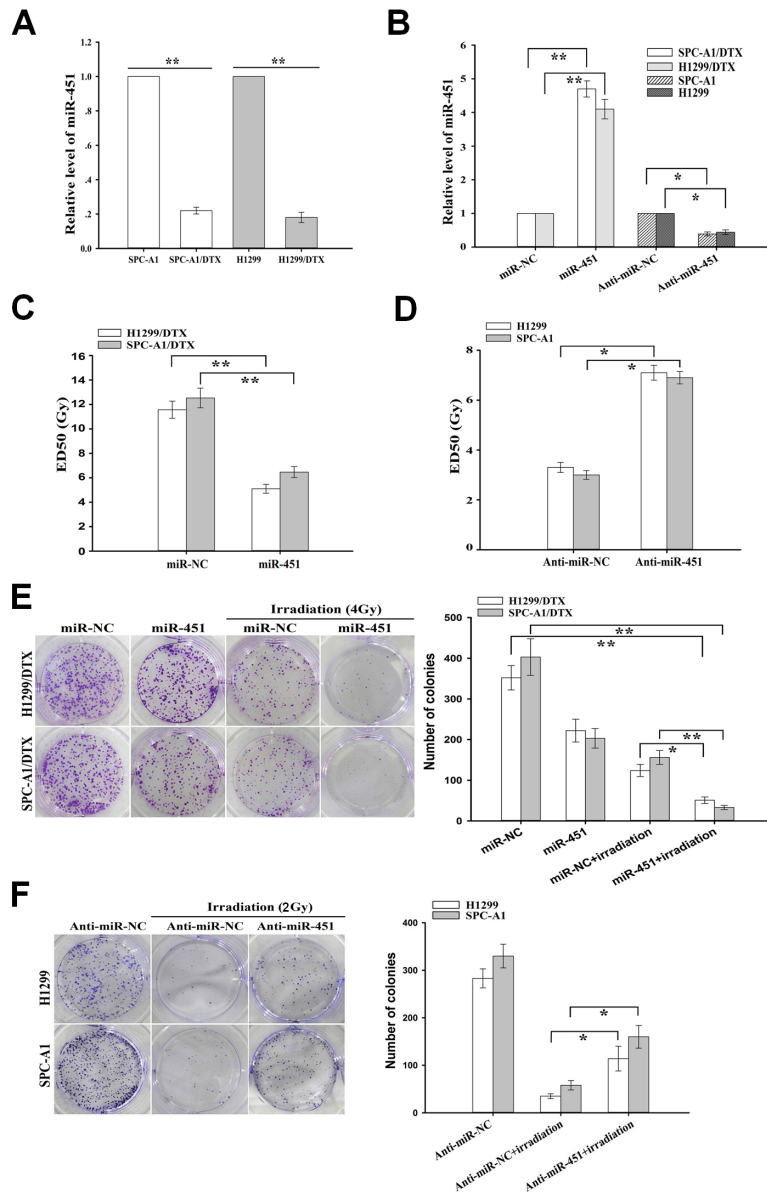 A
Relative level of miR-451
1.2
1.0
.8
.6
.4
.2
0.0
**
**
SPC-A1
SPC-A1/DTX
H1299
H1299/DTX
B
Relative level of miR-451
6
5
4
2
1
0
SPC-A1/DTX
H1299/DTX
SPC-A1
H1299
**
**
*
*
miR-NC
miR-451
Anti-miR-NC
Anti-miR-451
C
H1299/DTX
SPC-A1/DTX
ED50 (Gy)
16
14
12
10
8
6
4
2
0
**
**
miR-NC
miR-451
D
H1299
SPC-A1
ED50 (Gy)
8
6
4
2
0
*
*
Anti-miR-NC
Anti-miR-451
E
Irradiation (4Gy)
miR-NC miR-451 miR-NC miR-451
H1299/DTX
SPC-A1/DTX
H1299/DTX
SPC-A1/DTX
Number of colonies
500
400
300
200
100
0
**
**
**
*
miR-NC
miR-451
miR-NC+irradiation
miR-451+irradiation
F
Irradiation (2Gy)
Anti-miR-NC Anti-miR-NC Anti-miR-451
H1299
SPC-A1
H1299
SPC-A1
Number of colonies
400
300
200
100
0
*
*
Anti-miR-NC
Anti-miR-NC+irradiation
Anti-miR-451+irradiation